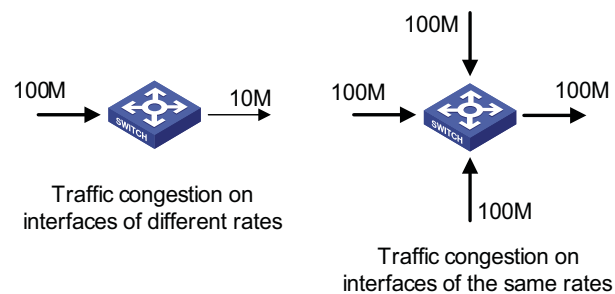 100M
10M
SWITCH
Traffic congestion on
interfaces of different rates
100M
100M
100M
SWITCH
100M
Traffic congestion on
interfaces of the same rates